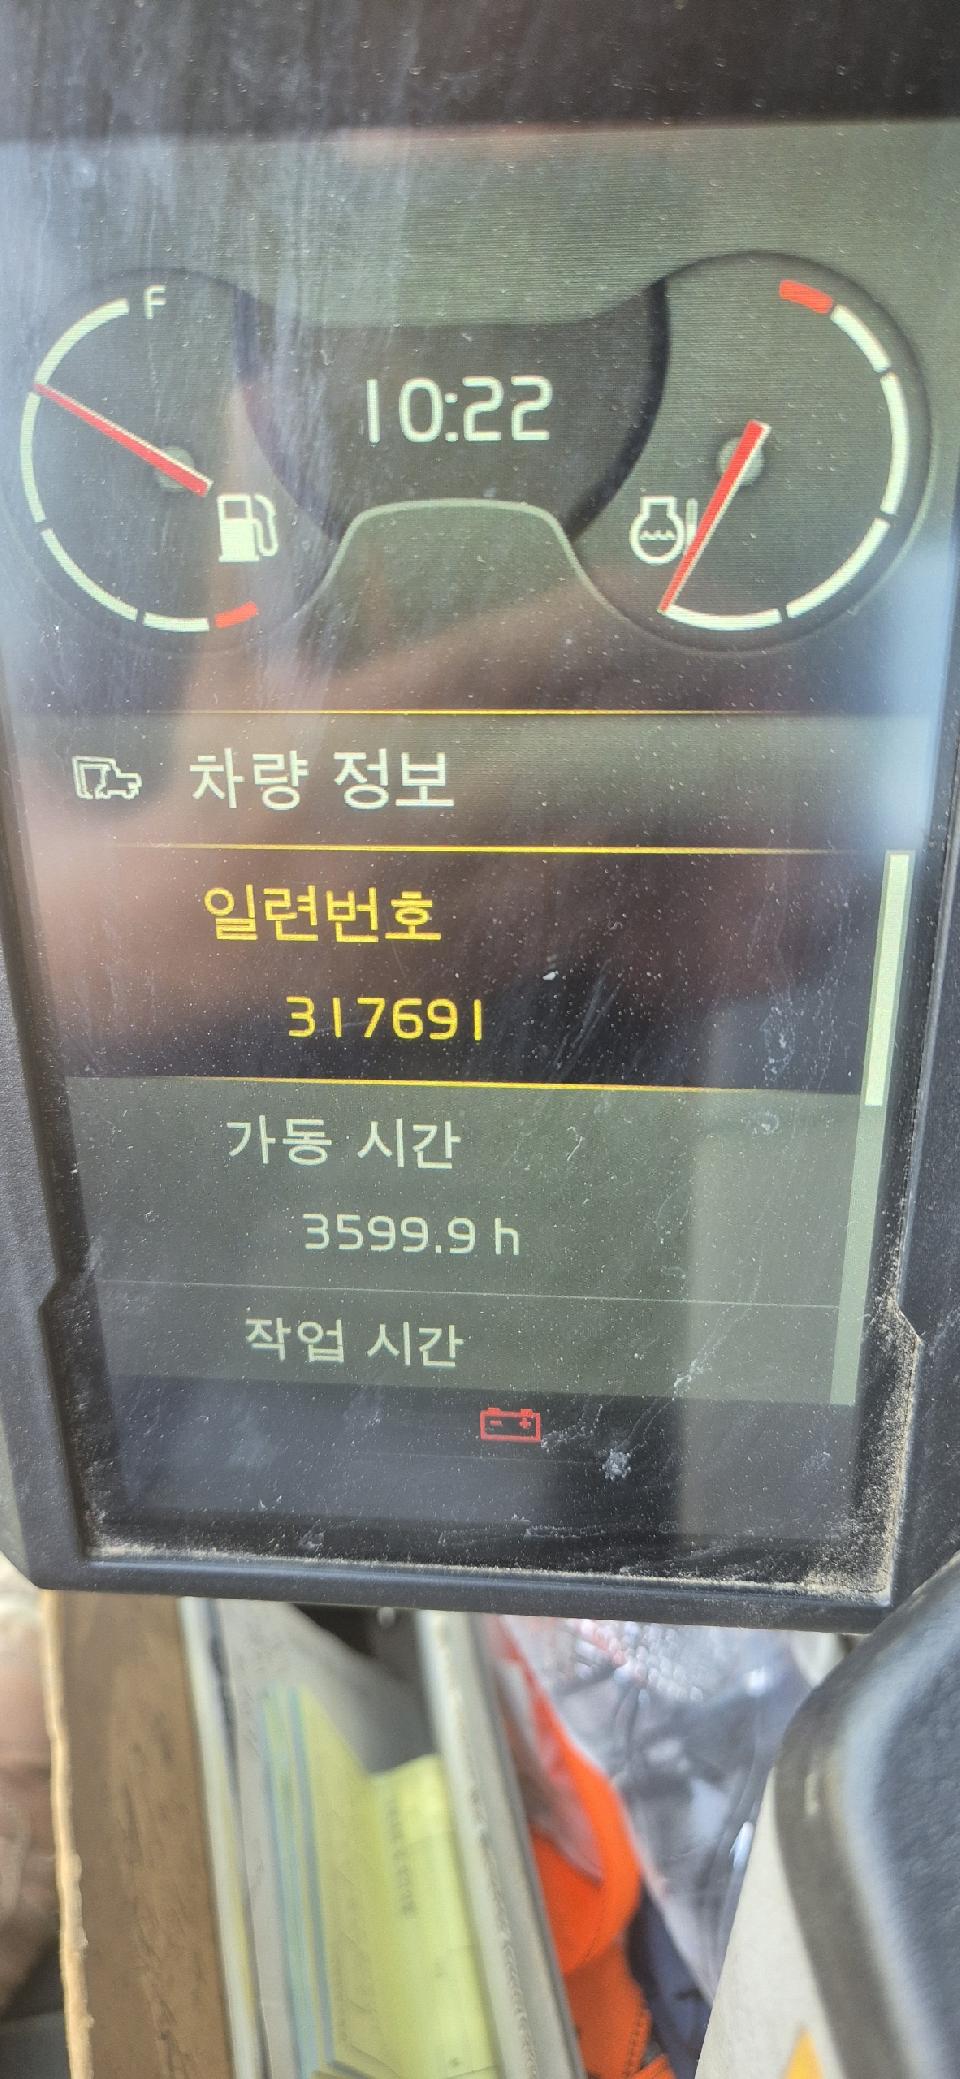 F
10:22
차량 정보
일련번호
317691
가동 시간
3599.9 h
작업 시간